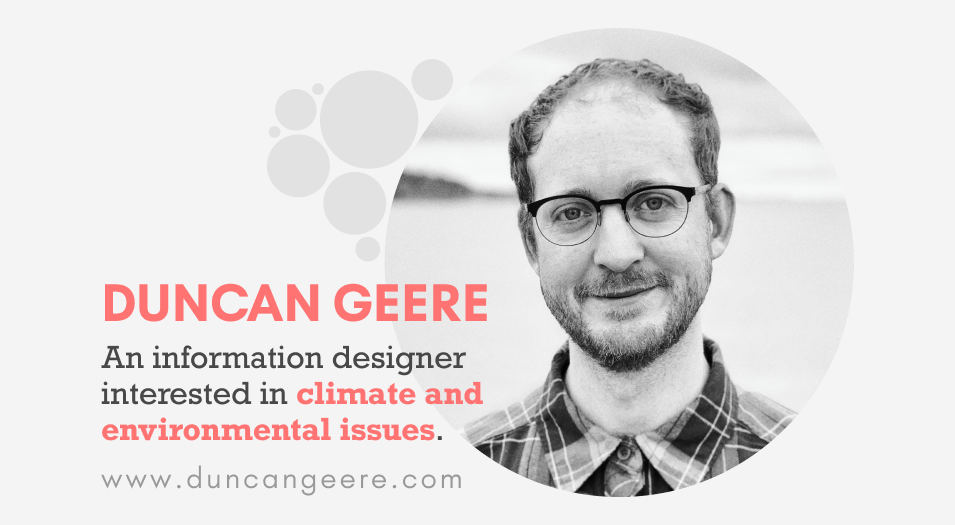 DUNCAN GEERE
An information designer
interested in climate and
environmental issues.
www.duncangeere.com